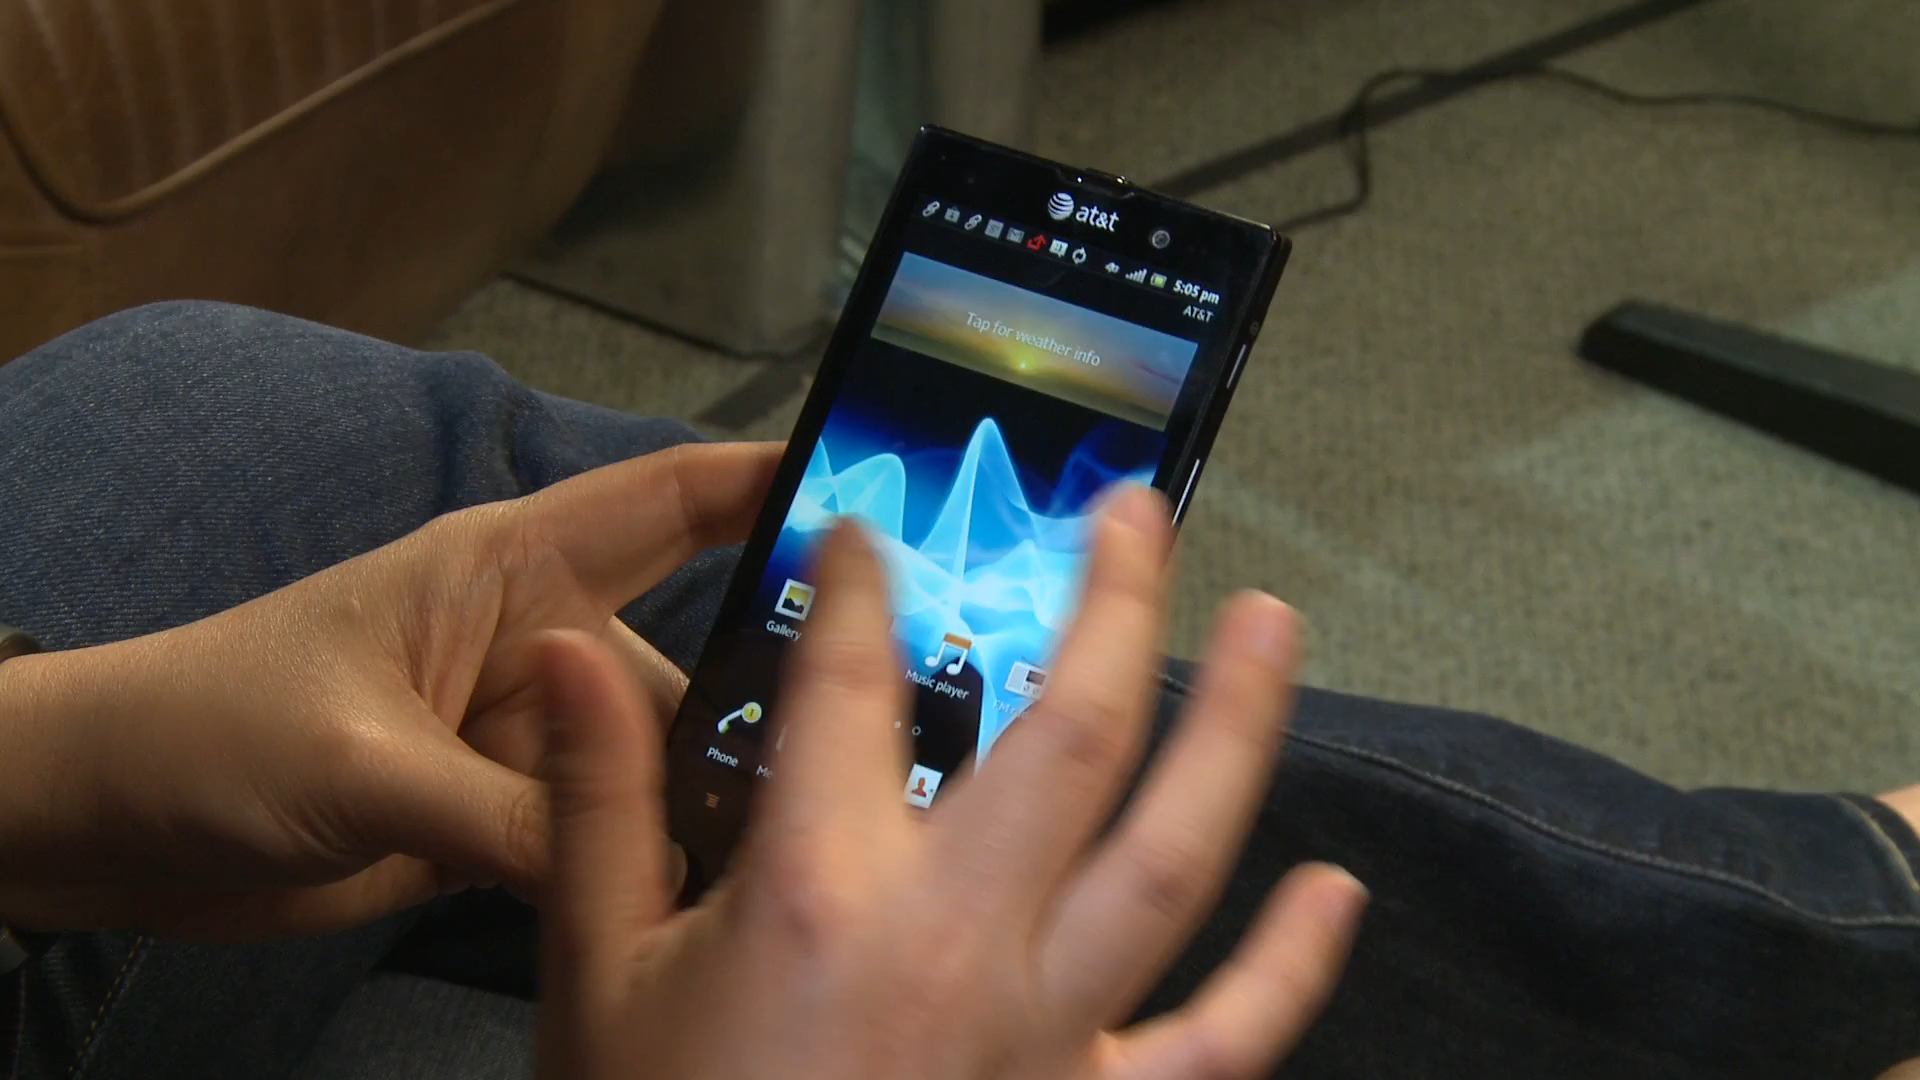 at&t
5:05 pm
AT&T
Tap for weather info
Gallery
Music player
Phone